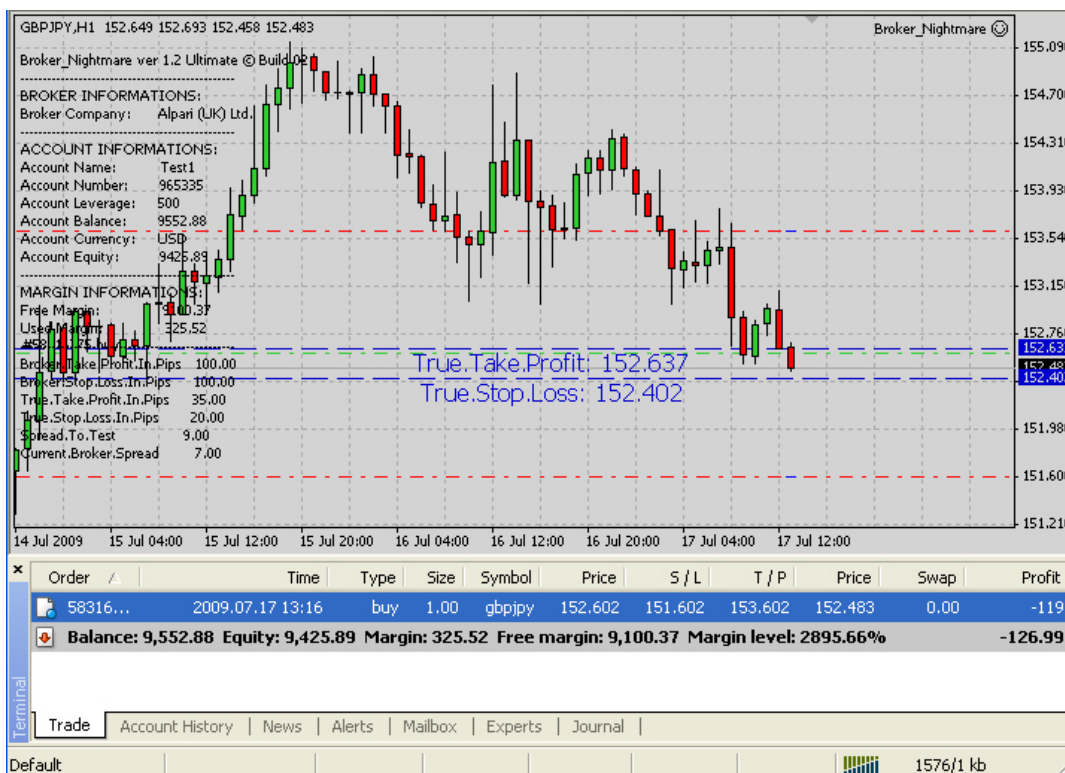 GBPJPY,H1 152.649 152.693 152.458 152.483
Broker_Nightmare ☺
Broker_Nightmare ver 1.2 Ultimate © Build.02
----------------------------------------
BROKER INFORMATIONS:
Broker Company: Alpari (UK) Ltd.
----------------------------------------
ACCOUNT INFORMATIONS:
Account Name: Test1
Account Number: 965335
Account Leverage: 500
Account Balance: 9552.88
Account Currency: USD
Account Equity: 9425.89
----------------------------------------
MARGIN INFORMATIONS:
Free Margin: 9100.37
Used Margin: 325.52
Broker.Take.Profit.In.Pips 100.00
Broker.Stop.Loss.In.Pips 100.00
True.Take.Profit.In.Pips 35.00
True.Stop.Loss.In.Pips 20.00
Spread.To.Test 9.00
Current.Broker.Spread 7.00
True.Take.Profit: 152.637
True.Stop.Loss: 152.402
155.090
154.700
154.310
153.930
153.540
153.150
152.760
152.63
152.48
152.40
151.980
151.600
151.210
14 Jul 2009 15 Jul 04:00 15 Jul 12:00 15 Jul 20:00 16 Jul 04:00 16 Jul 12:00 16 Jul 20:00 17 Jul 04:00 17 Jul 12:00
Order Time Type Size Symbol Price S / L T / P Price Swap Profit
58316... 2009.07.17 13:16 buy 1.00 gbpjpy 152.602 151.602 153.602 152.483 0.00 -119
Balance: 9,552.88 Equity: 9,425.89 Margin: 325.52 Free margin: 9,100.37 Margin level: 2895.66% -126.99
Terminal
Trade Account History News Alerts Mailbox Experts Journal
Default 1576/1 kb